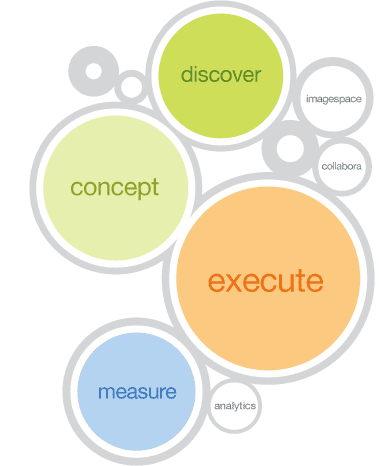 discover
imagespace
collabora
concept
execute
measure
analytics